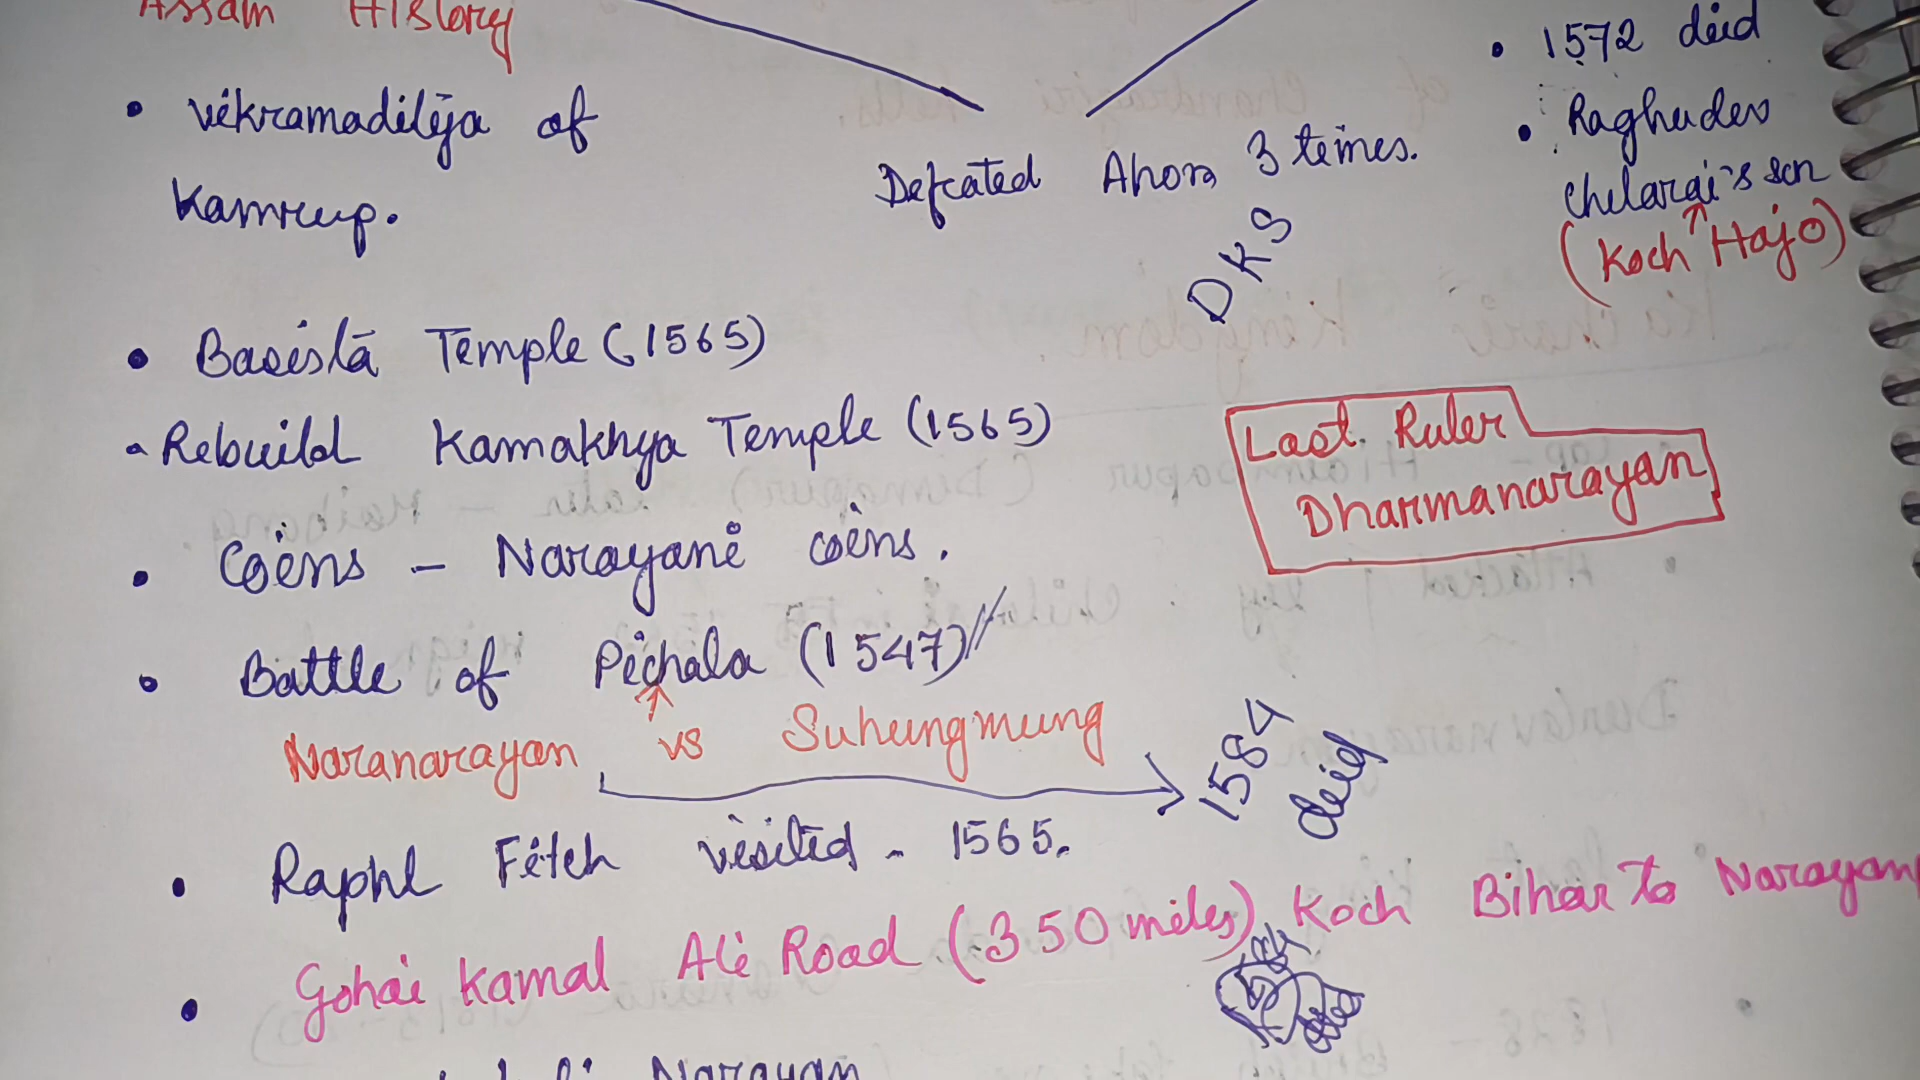 Assam History
• Vikramaditya of
Kamrup.
Defeated Ahom 3 times.
• 1572 died
• Raghudev
Chelarai's son
(Koch Hajo)
DKS
• Basista Temple (1565)
• Rebuild Kamakhya Temple (1565)
Last Ruler
Dharmanarayan
• Coins - Narayani coins.
• Battle of Pichala (1547)//
Naranarayan vs Suhungmung
1584
died
• Raphl Fitch visited - 1565.
• Gohai Kamal Ali Road (350 miles) Koch Bihar to Narayanp
Narayan